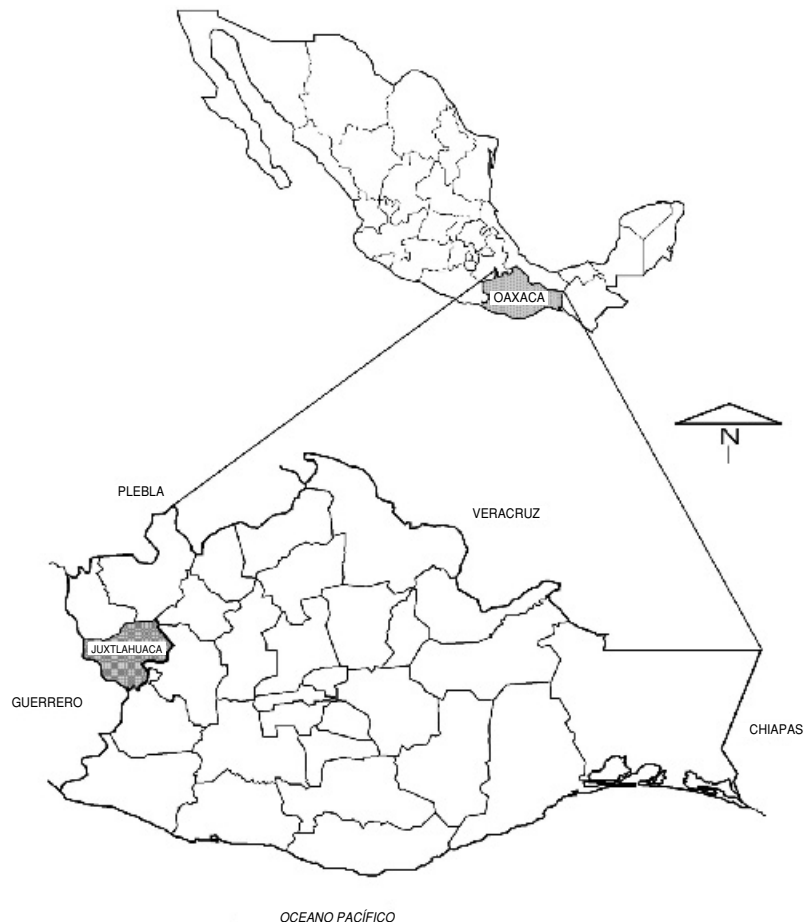 OAXACA
N
PLEBLA
VERACRUZ
JUXTLAHUACA
GUERRERO
CHIAPAS
OCEANO PACÍFICO